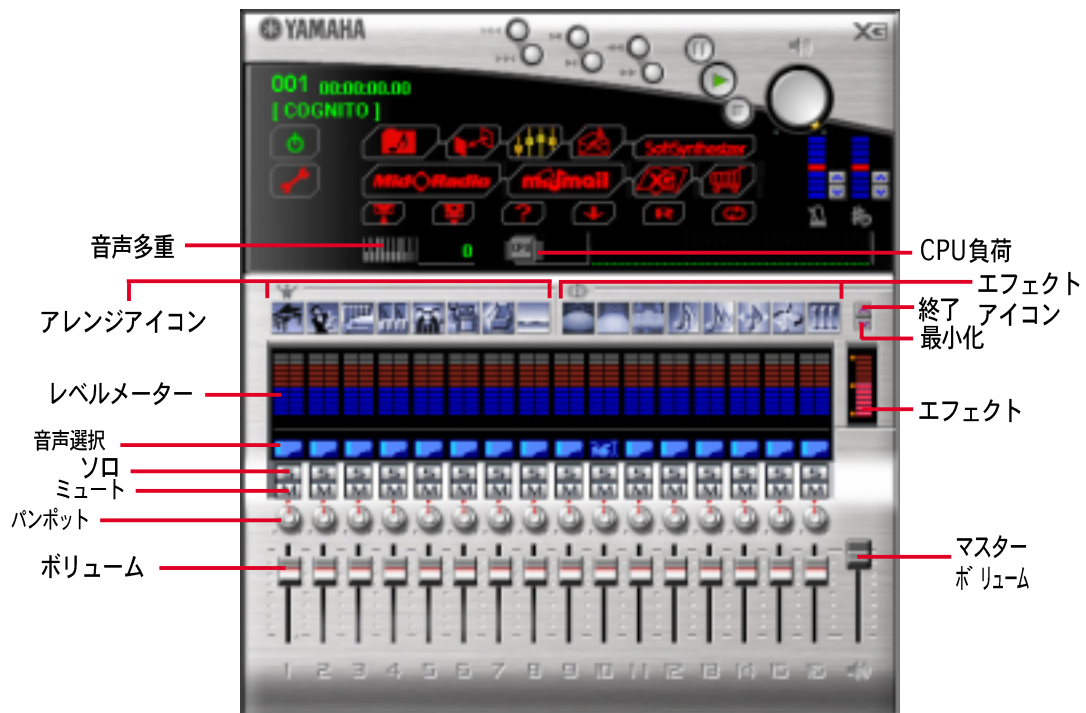 YAMAHA
XG
001 00:00:00.00
[ COGNITO ]
SoftSynthesizer
MidRadio
midmail
XG
?
音声多重
0
CPU
CPU負荷
アレンジアイコン
エフェクト
アイコン
終了
最小化
レベルメーター
エフェクト
音声選択
ソロ
S S S S S S S S S S S S S S S S
ミュート
M M M M M M M M M M M M M M M M
パンポット
ボリューム
マスター
ボ リューム
1 2 3 4 5 6 7 8 9 10 11 12 13 14 15 16